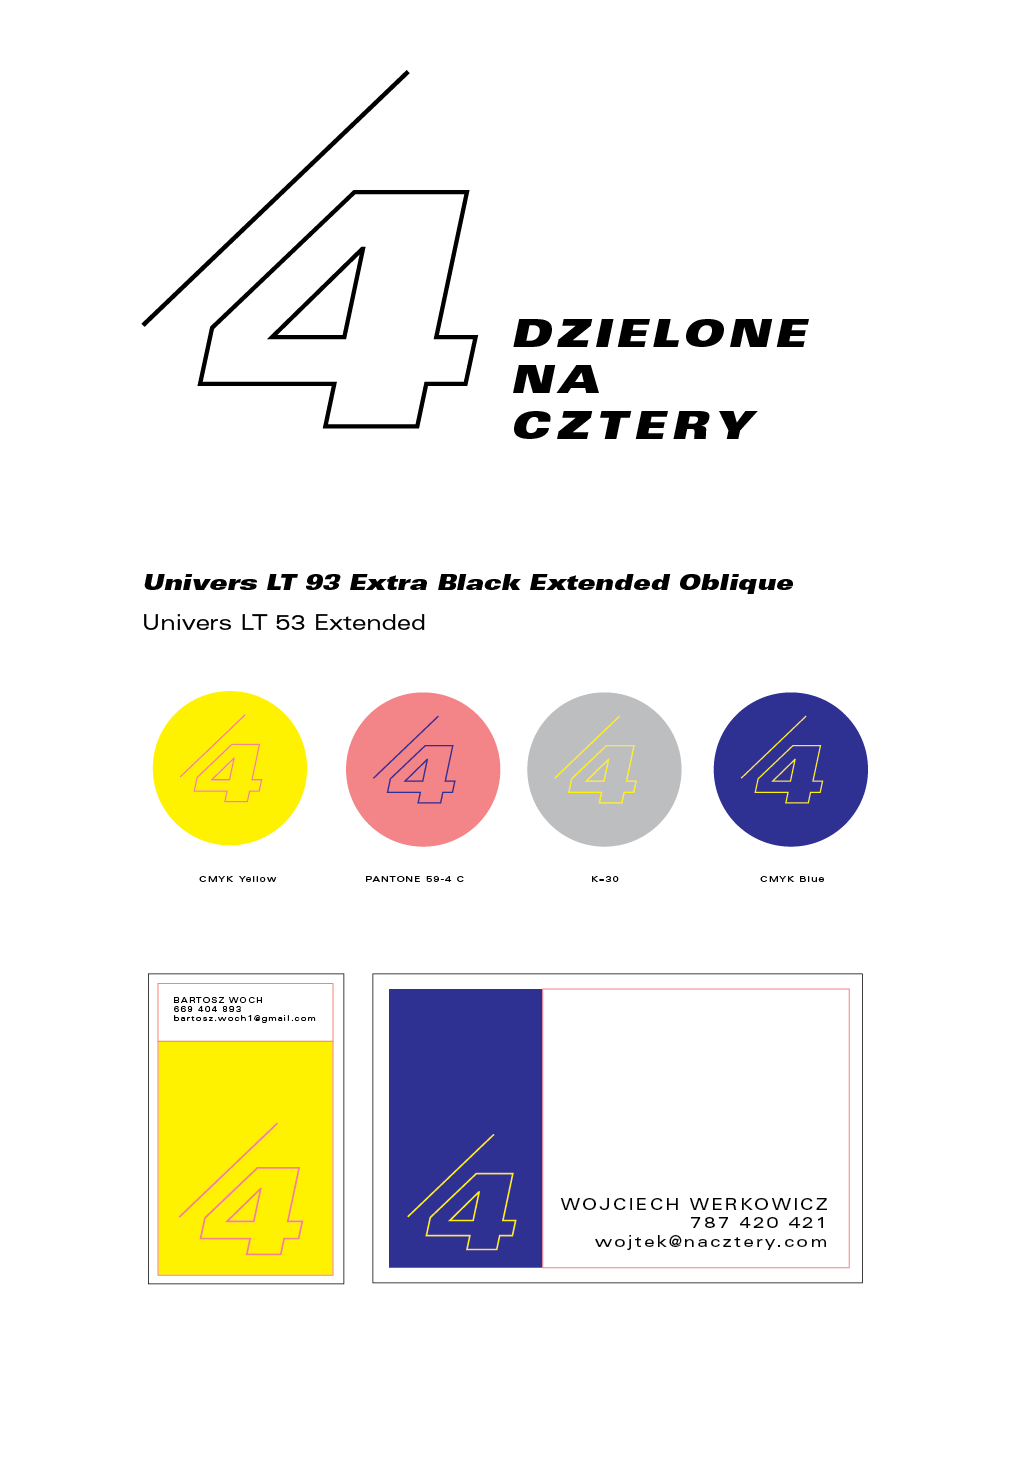 4
DZIELONE
NA
CZTERY
Univers LT 93 Extra Black Extended Oblique
Univers LT 53 Extended
4
4
4
4
CMYK Yellow
PANTONE 59-4 C
K=30
CMYK Blue
BARTOSZ WOCH
669 404 893
bartosz.woch1@gmail.com
4
4
WOJCIECH WERKOWICZ
787 420 421
wojtek@nacztery.com